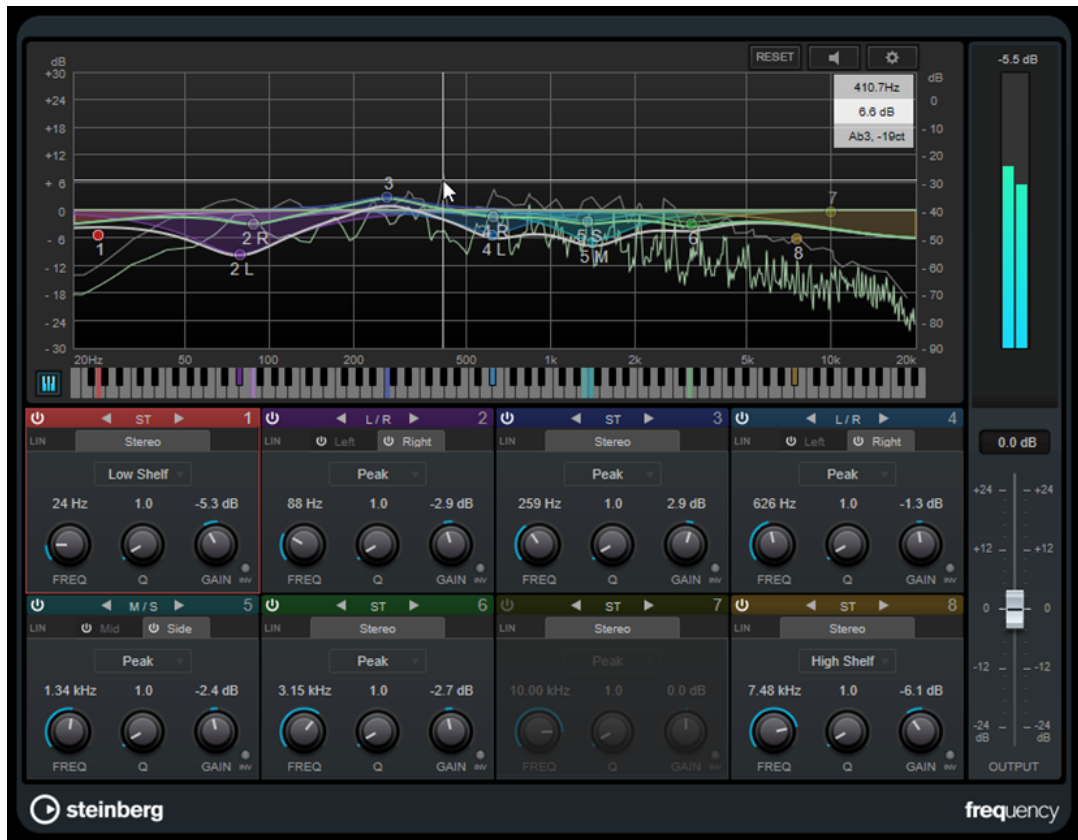 RESET
-5.5 dB
dB
+30
+24
+18
+12
+ 6
0
- 6
- 12
- 18
- 24
- 30
dB
0
- 10
- 20
- 30
- 40
- 50
- 60
- 70
- 80
- 90
410.7Hz
6.6 dB
Ab3, -19ct
1
2 R
2 L
3
4 R
4 L
5 S
5 M
6
7
8
20Hz 50 100 200 500 1k 2k 5k 10k 20k
ST 1
LIN Stereo
Low Shelf
24 Hz 1.0 -5.3 dB
FREQ Q GAIN INV
L / R 2
LIN Left Right
Peak
88 Hz 1.0 -2.9 dB
FREQ Q GAIN INV
ST 3
LIN Stereo
Peak
259 Hz 1.0 2.9 dB
FREQ Q GAIN INV
L / R 4
LIN Left Right
Peak
626 Hz 1.0 -1.3 dB
FREQ Q GAIN INV
M / S 5
LIN Mid Side
Peak
1.34 kHz 1.0 -2.4 dB
FREQ Q GAIN INV
ST 6
LIN Stereo
Peak
3.15 kHz 1.0 -2.7 dB
FREQ Q GAIN INV
ST 7
LIN Stereo
Peak
10.00 kHz 1.0 0.0 dB
FREQ Q GAIN INV
ST 8
LIN Stereo
High Shelf
7.48 kHz 1.0 -6.1 dB
FREQ Q GAIN INV
0.0 dB
+24 +24
+12 +12
0 0
-12 -12
-24 -24
dB dB
OUTPUT
steinberg
frequency